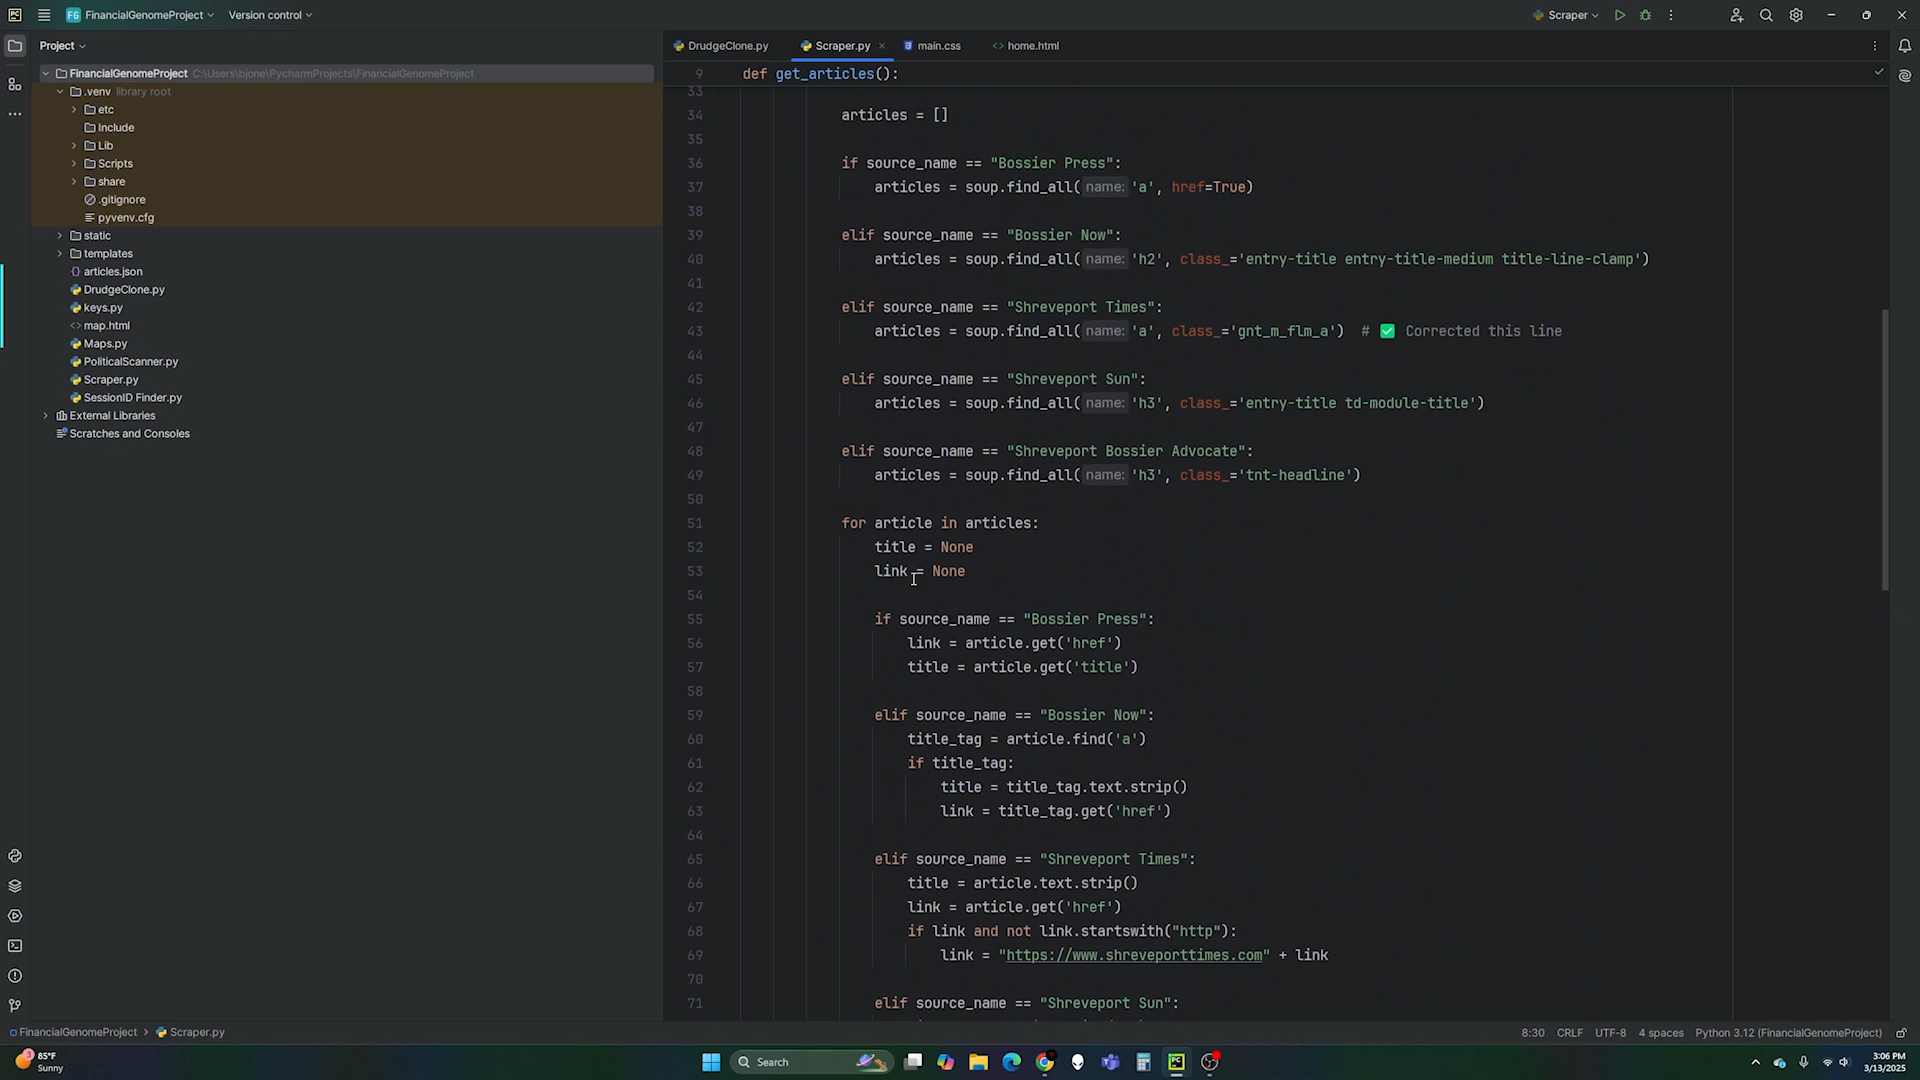 FG FinancialGenomeProject Version control Scraper
Project DrudgeClone.py Scraper.py main.css home.html
FinancialGenomeProject C:\Users\bjone\PycharmProjects\FinancialGenomeProject
.venv library root
etc
Include
Lib
Scripts
share
.gitignore
pyvenv.cfg
static
templates
articles.json
DrudgeClone.py
keys.py
map.html
Maps.py
PoliticalScanner.py
Scraper.py
SessionID Finder.py
External Libraries
Scratches and Consoles
9 def get_articles():
33
34 articles = []
35
36 if source_name == "Bossier Press":
37 articles = soup.find_all( name: 'a', href=True)
38
39 elif source_name == "Bossier Now":
40 articles = soup.find_all( name: 'h2', class_='entry-title entry-title-medium title-line-clamp')
41
42 elif source_name == "Shreveport Times":
43 articles = soup.find_all( name: 'a', class_='gnt_m_flm_a') # ✅ Corrected this line
44
45 elif source_name == "Shreveport Sun":
46 articles = soup.find_all( name: 'h3', class_='entry-title td-module-title')
47
48 elif source_name == "Shreveport Bossier Advocate":
49 articles = soup.find_all( name: 'h3', class_='tnt-headline')
50
51 for article in articles:
52 title = None
53 link = None
54
55 if source_name == "Bossier Press":
56 link = article.get('href')
57 title = article.get('title')
58
59 elif source_name == "Bossier Now":
60 title_tag = article.find('a')
61 if title_tag:
62 title = title_tag.text.strip()
63 link = title_tag.get('href')
64
65 elif source_name == "Shreveport Times":
66 title = article.text.strip()
67 link = article.get('href')
68 if link and not link.startswith("http"):
69 link = "https://www.shreveporttimes.com" + link
70
71 elif source_name == "Shreveport Sun":
FinancialGenomeProject > Scraper.py 8:30 CRLF UTF-8 4 spaces Python 3.12 (FinancialGenomeProject)
3 85°F
Sunny
Search
3:06 PM
3/13/2025